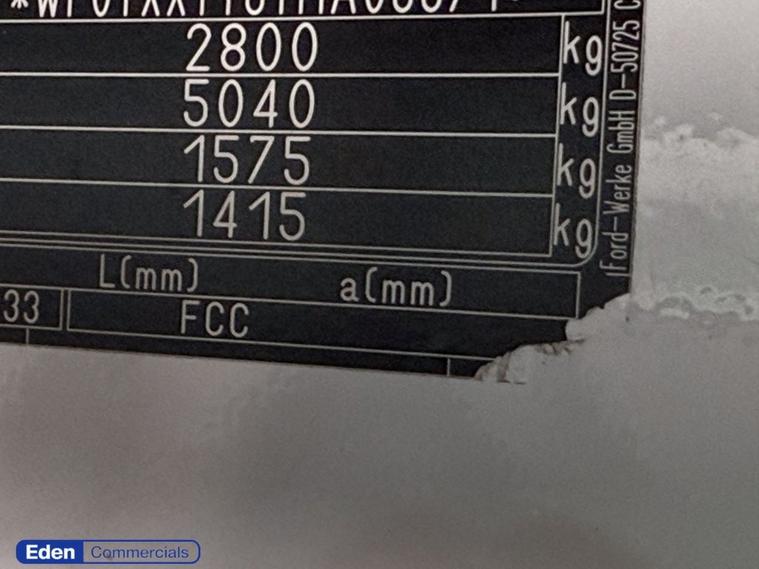 2800 kg
5040 kg
1575 kg
1415 kg
L(mm) a(mm)
33 FCC
Ford-Werke GmbH D-50725
Eden Commercials